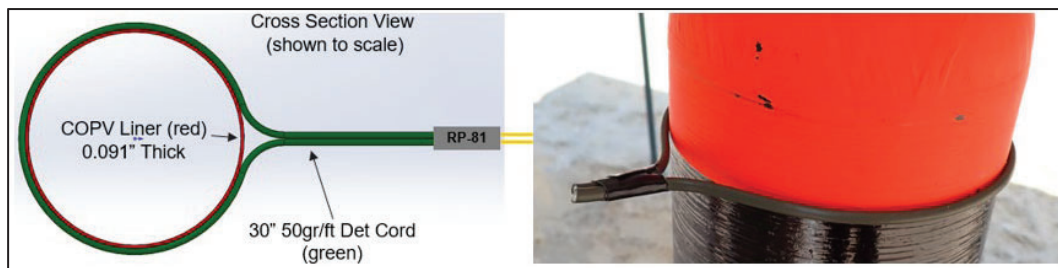 Cross Section View
(shown to scale)
COPV Liner (red)
0.091" Thick
RP-81
30" 50gr/ft Det Cord
(green)